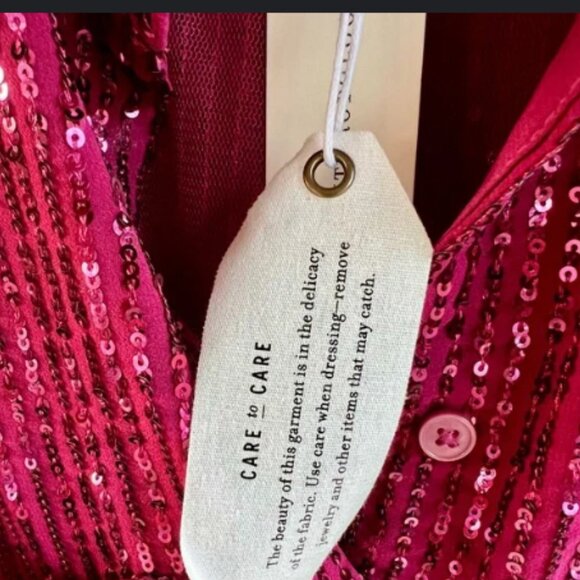 CARE to CARE
The beauty of this garment is in the delicacy
of the fabric. Use care when dressing—remove
jewelry and other items that may catch.